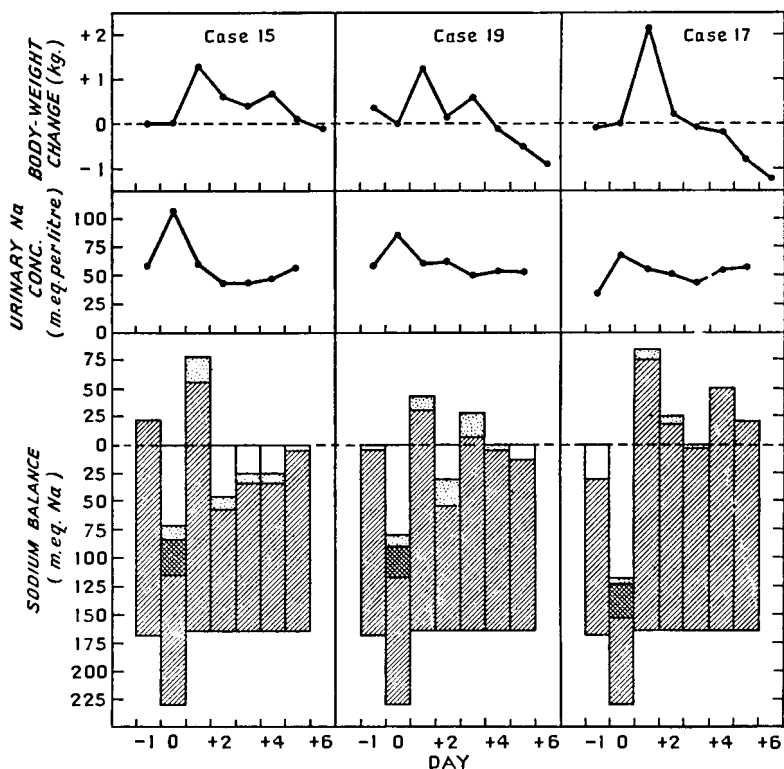 Case 15 Case 19 Case 17
BODY-WEIGHT
CHANGE (kg.)
+2
+1
0
-1
URINARY Na
CONC.
(m.eq. per litre)
100
75
50
25
0
SODIUM BALANCE
(m.eq. Na)
75
50
25
0
25
50
75
100
125
150
175
200
225
-1 0 +2 +4 +6 -1 0 +2 +4 +6 -1 0 +2 +4 +6
DAY